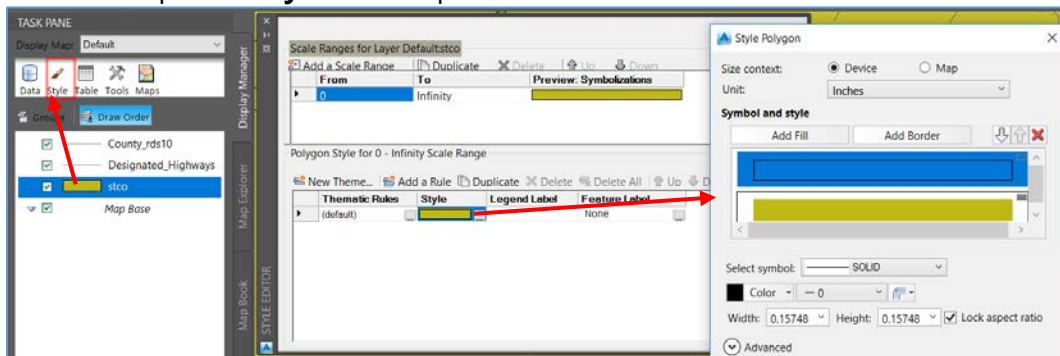 TASK PANE
Display Map: Default
Data Style Table Tools Maps
Groups Draw Order
County_rds10
Designated_Highways
stco
Map Base
Display Manager
Map Explorer
Map Book
Scale Ranges for Layer Default:stco
Add a Scale Range Duplicate Delete Up Down
From To Preview: Symbolizations
0 Infinity
Polygon Style for 0 - Infinity Scale Range
New Theme... Add a Rule Duplicate Delete Delete All Up D
Thematic Rules Style Legend Label Feature Label
(default) ... ... None ...
STYLE EDITOR
Style Polygon
Size context: Device Map
Unit: Inches
Symbol and style
Add Fill Add Border
Select symbol: SOLID
Color 0
Width: 0.15748 Height: 0.15748 Lock aspect ratio
Advanced